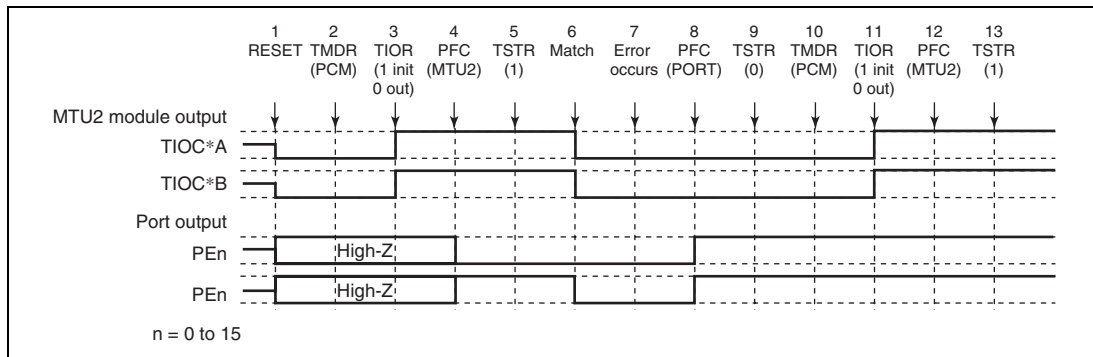 1 2 3 4 5 6 7 8 9 10 11 12 13
RESET TMDR TIOR PFC TSTR Match Error PFC TSTR TMDR TIOR PFC TSTR
(PCM) (1 init (MTU2) (1) occurs (PORT) (0) (PCM) (1 init (MTU2) (1)
0 out) 0 out)
MTU2 module output
TIOC*A
TIOC*B
Port output
PEn High-Z
PEn High-Z
n = 0 to 15